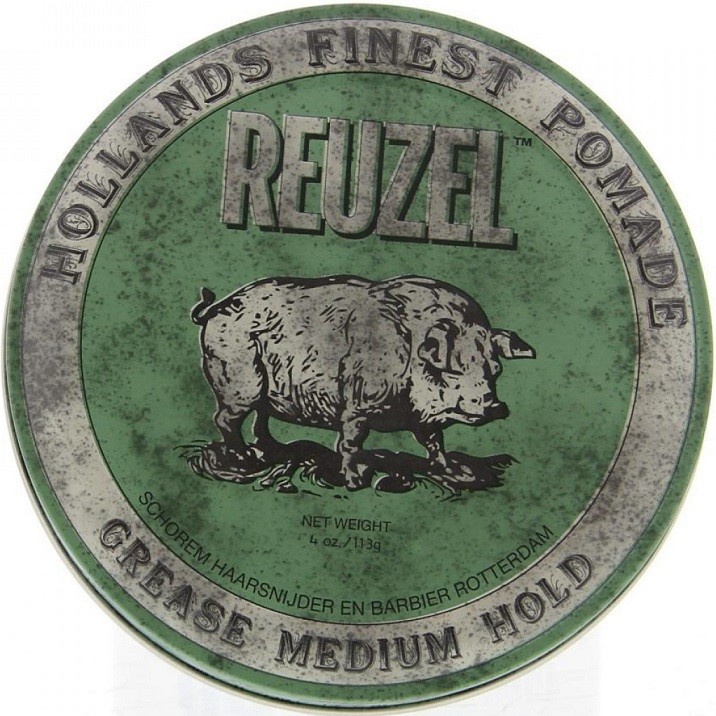 HOLLANDS FINEST POMADE
REUZEL™
NET WEIGHT
4 oz./113g
SCHOREM HAARSNIJDER EN BARBIER ROTTERDAM
GREASE MEDIUM HOLD